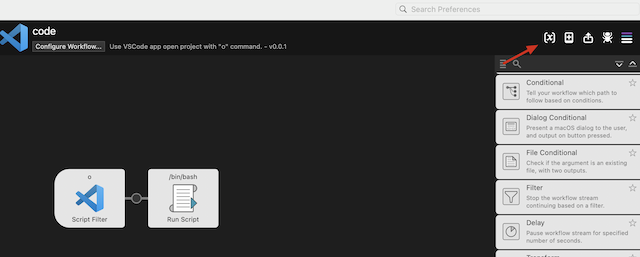 Search Preferences
code
Configure Workflow...
Use VSCode app open project with "o" command. - v0.0.1
Conditional
Tell your workflow which path to
follow based on conditions.
Dialog Conditional
Present a macOS dialog to the user,
and output on button pressed.
File Conditional
Check if the argument is an existing
file, with two outputs.
Filter
Stop the workflow stream
continuing based on a filter.
Delay
Pause workflow stream for specified
number of seconds.
o
Script Filter
/bin/bash
Run Script